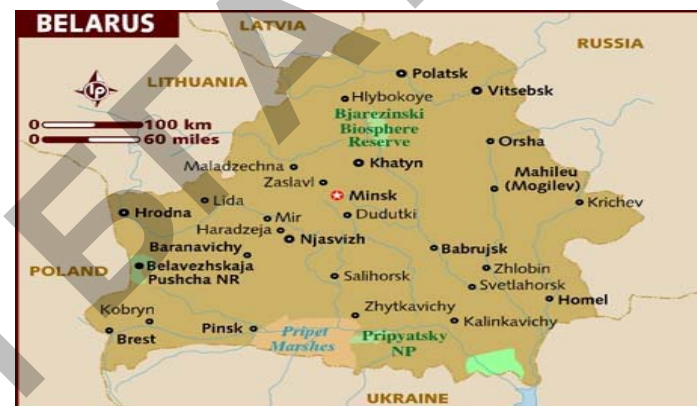 BELARUS
LATVIA
RUSSIA
LITHUANIA
Polatsk
Vitsebsk
Hlybokoye
Bjarezinski
Biosphere
Reserve
0 100 km
0 60 miles
Orsha
Maladzechna
Khatyn
Zaslavl
Mahileu
(Mogilev)
Minsk
Krichev
Lida
Hrodna
Mir
Dudutki
Haradzeja
Njasvizh
Baranavichy
Babrujsk
POLAND
Belavezhskaja
Pushcha NR
Salihorsk
Zhlobin
Svetlahorsk
Homel
Kobryn
Zhytkavichy
Kalinkavichy
Brest
Pinsk
Pripet
Marshes
Pripyatsky
NP
UKRAINE